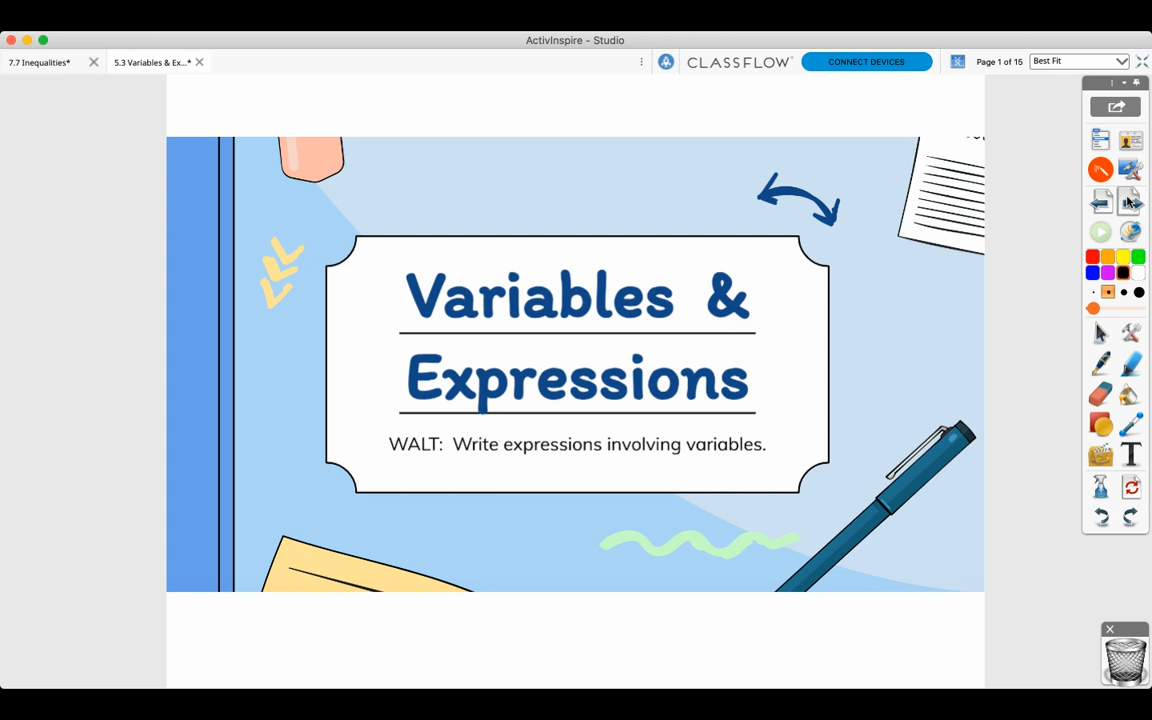 ActivInspire - Studio
7.7 Inequalities*
5.3 Variables & Ex...*
CLASSFLOW
CONNECT DEVICES
Page 1 of 15
Best Fit
Variables &
Expressions
WALT: Write expressions involving variables.
T
X